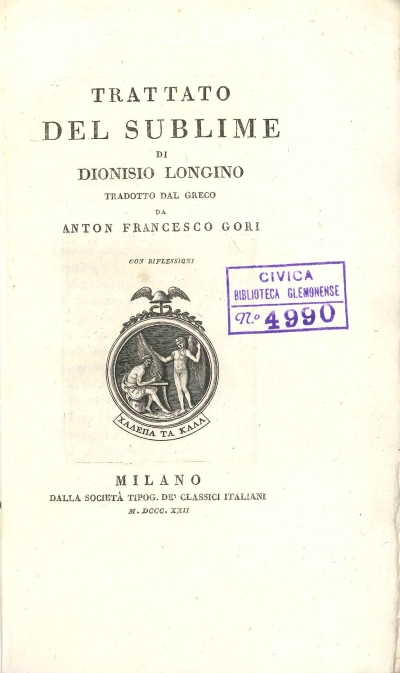 TRATTATO
DEL SUBLIME
DI
DIONISIO LONGINO
TRADOTTO DAL GRECO
DA
ANTON FRANCESCO GORI
CON RIFLESSIONI
CIVICA
BIBLIOTECA GLEMONENSE
N.o 4990
ΧΑΛΕΠΑ ΤΑ ΚΑΛΑ
MILANO
DALLA SOCIETÀ TIPOG. DE' CLASSICI ITALIANI
M. DCCC. XXII